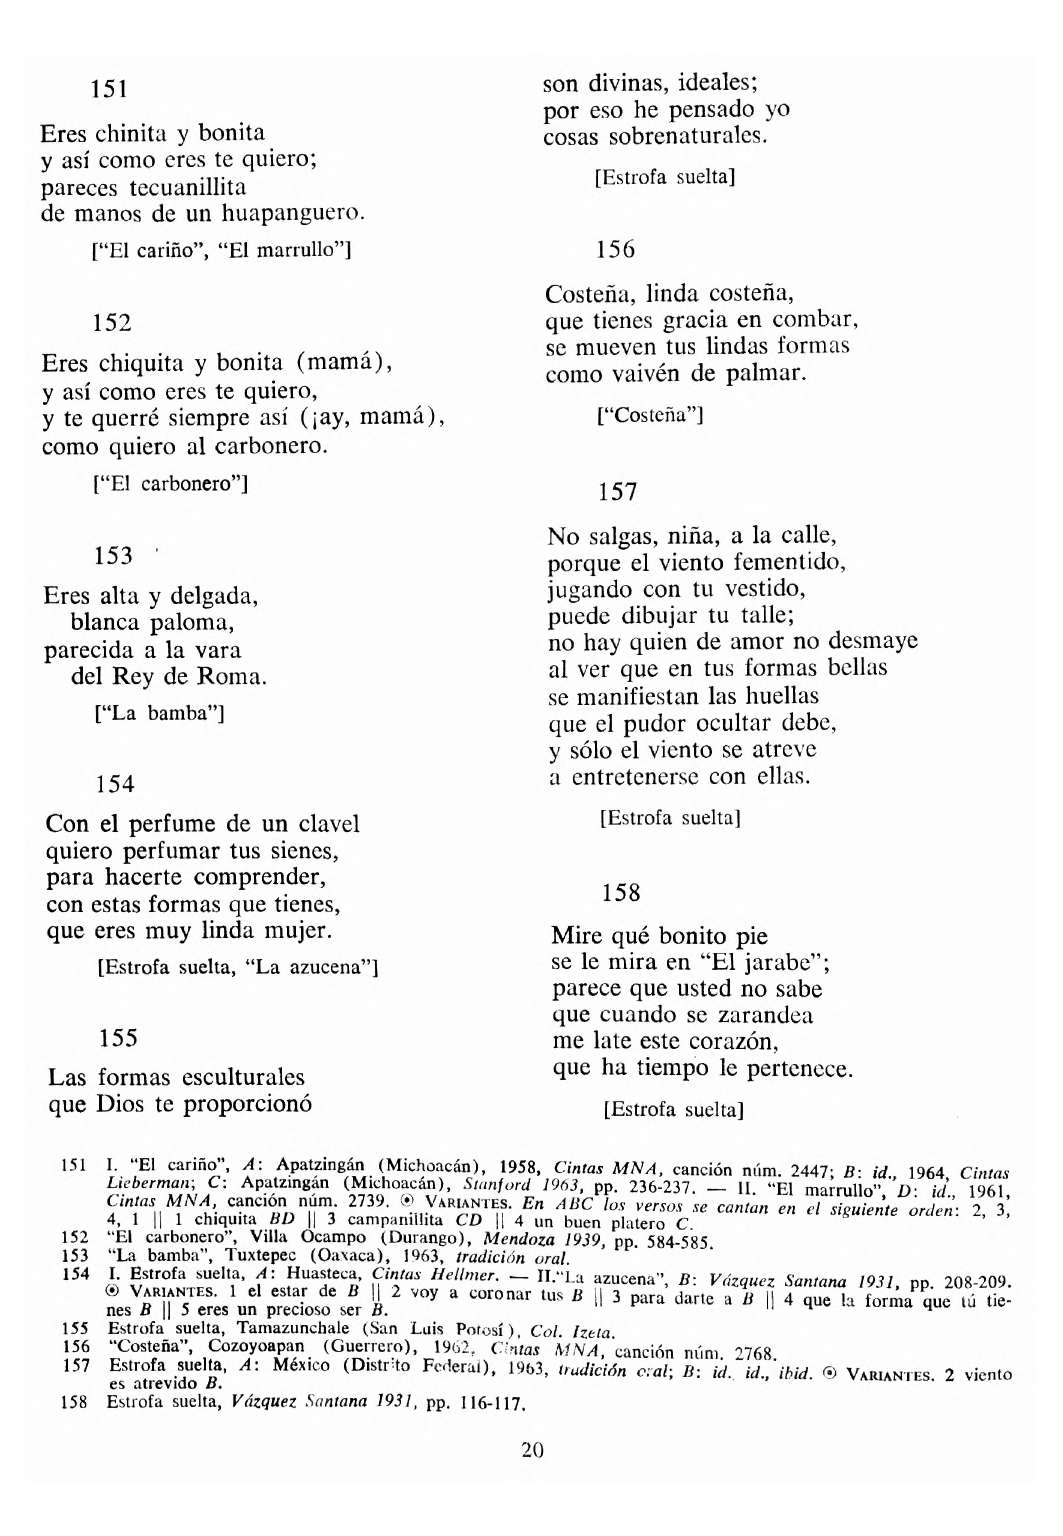 151
Eres chinita y bonita
y así como eres te quiero;
pareces tecuanillita
de manos de un huapanguero.
[“El cariño”, “El marrullo”]
152
Eres chiquita y bonita (mamá),
y así como eres te quiero,
y te querré siempre así (¡ay, mamá),
como quiero al carbonero.
[“El carbonero”]
153
Eres alta y delgada,
blanca paloma,
parecida a la vara
del Rey de Roma.
[“La bamba”]
154
Con el perfume de un clavel
quiero perfumar tus sienes,
para hacerte comprender,
con estas formas que tienes,
que eres muy linda mujer.
[Estrofa suelta, “La azucena”]
155
Las formas esculturales
que Dios te proporcionó
son divinas, ideales;
por eso he pensado yo
cosas sobrenaturales.
[Estrofa suelta]
156
Costeña, linda costeña,
que tienes gracia en combar,
se mueven tus lindas formas
como vaivén de palmar.
[“Costeña”]
157
No salgas, niña, a la calle,
porque el viento fementido,
jugando con tu vestido,
puede dibujar tu talle;
no hay quien de amor no desmaye
al ver que en tus formas bellas
se manifiestan las huellas
que el pudor ocultar debe,
y sólo el viento se atreve
a entretenerse con ellas.
[Estrofa suelta]
158
Mire qué bonito pie
se le mira en “El jarabe”;
parece que usted no sabe
que cuando se zarandea
me late este corazón,
que ha tiempo le pertenece.
[Estrofa suelta]
151 I. “El cariño”, A: Apatzingán (Michoacán), 1958, Cintas MNA, canción núm. 2447; B: id., 1964, Cintas
Lieberman; C: Apatzingán (Michoacán), Stanford 1963, pp. 236-237. — II. “El marrullo”, D: id., 1961,
Cintas MNA, canción núm. 2739. ⊙ VARIANTES. En ABC los versos se cantan en el siguiente orden: 2, 3,
4, 1 || 1 chiquita BD || 3 campanillita CD || 4 un buen platero C.
152 “El carbonero”, Villa Ocampo (Durango), Mendoza 1939, pp. 584-585.
153 “La bamba”, Tuxtepec (Oaxaca), 1963, tradición oral.
154 I. Estrofa suelta, A: Huasteca, Cintas Hellmer. — II.“La azucena”, B: Vázquez Santana 1931, pp. 208-209.
⊙ VARIANTES. 1 el estar de B || 2 voy a coronar tus B || 3 para darte a B || 4 que la forma que tú tie-
nes B || 5 eres un precioso ser B.
155 Estrofa suelta, Tamazunchale (San Luis Potosí), Col. Izeta.
156 “Costeña”, Cozoyoapan (Guerrero), 1962, Cintas MNA, canción núm. 2768.
157 Estrofa suelta, A: México (Distrito Federal), 1963, tradición oral; B: id., id., ibid. ⊙ VARIANTES. 2 viento
es atrevido B.
158 Estrofa suelta, Vázquez Santana 1931, pp. 116-117.
20